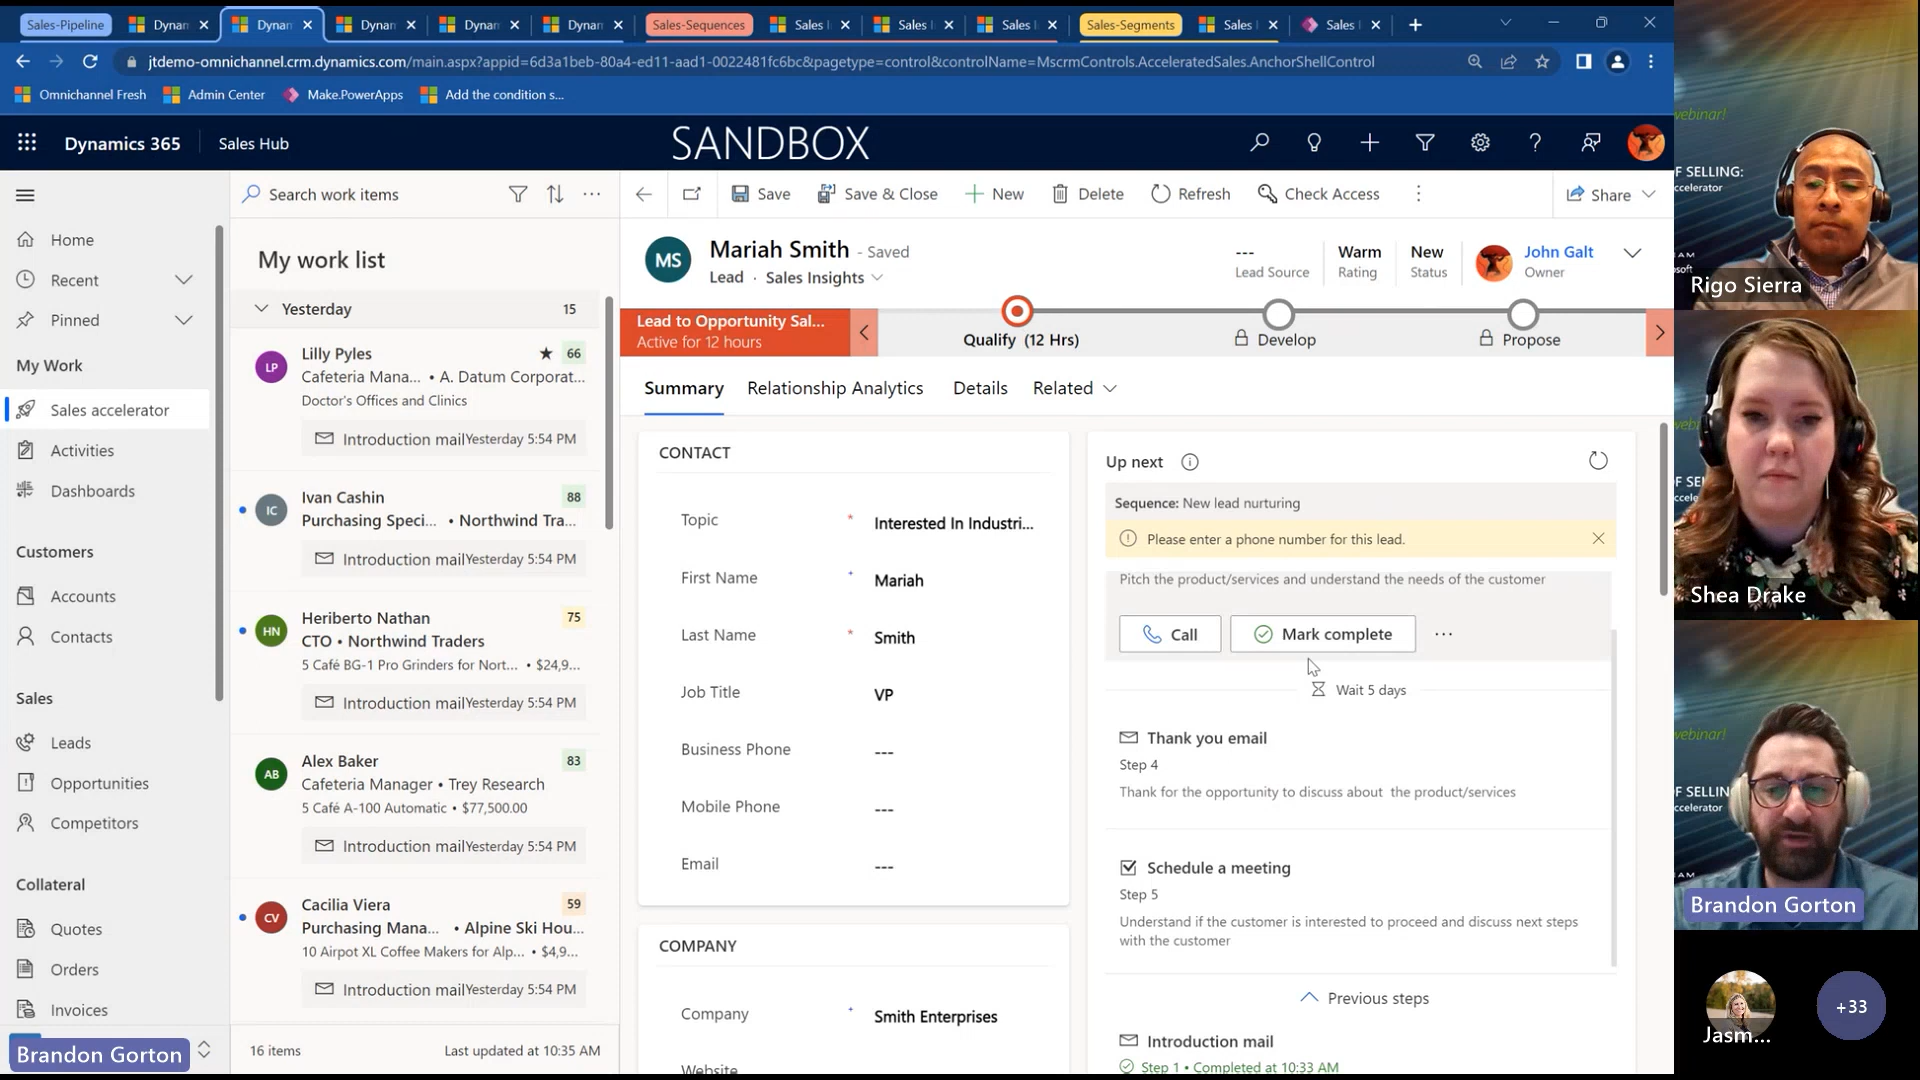 Sales-Pipeline
Dynam
Dynam
Dynam
Dynam
Dynam
Sales-Sequences
Sales I
Sales I
Sales I
Sales-Segments
Sales I
Sales I
jtdemo-omnichannel.crm.dynamics.com/main.aspx?appid=6d3a1beb-80a4-ed11-aad1-0022481fc6bc&pagetype=control&controlName=MscrmControls.AcceleratedSales.AnchorShellControl
Omnichannel Fresh
Admin Center
Make.PowerApps
Add the condition s...
Dynamics 365
Sales Hub
SANDBOX
Home
Recent
Pinned
My Work
Sales accelerator
Activities
Dashboards
Customers
Accounts
Contacts
Sales
Leads
Opportunities
Competitors
Collateral
Quotes
Orders
Invoices
Brandon Gorton
Search work items
My work list
Yesterday 15
LP
Lilly Pyles 66
Cafeteria Mana... • A. Datum Corporat...
Doctor's Offices and Clinics
Introduction mail Yesterday 5:54 PM
IC
Ivan Cashin 88
Purchasing Speci... • Northwind Tra...
Introduction mail Yesterday 5:54 PM
HN
Heriberto Nathan 75
CTO • Northwind Traders
5 Café BG-1 Pro Grinders for Nort... • $24,9...
Introduction mail Yesterday 5:54 PM
AB
Alex Baker 83
Cafeteria Manager • Trey Research
5 Café A-100 Automatic • $77,500.00
Introduction mail Yesterday 5:54 PM
CV
Cacilia Viera 59
Purchasing Mana... • Alpine Ski Hou...
10 Airpot XL Coffee Makers for Alp... • $4,9...
Introduction mail Yesterday 5:54 PM
16 items
Last updated at 10:35 AM
Save
Save & Close
New
Delete
Refresh
Check Access
Share
MS
Mariah Smith - Saved
Lead · Sales Insights
---
Lead Source
Warm
Rating
New
Status
John Galt
Owner
Lead to Opportunity Sal...
Active for 12 hours
Qualify (12 Hrs)
Develop
Propose
Summary
Relationship Analytics
Details
Related
CONTACT
Topic * Interested In Industri...
First Name + Mariah
Last Name * Smith
Job Title VP
Business Phone ---
Mobile Phone ---
Email ---
COMPANY
Company + Smith Enterprises
Website
Up next
Sequence: New lead nurturing
Please enter a phone number for this lead.
Pitch the product/services and understand the needs of the customer
Call
Mark complete
Wait 5 days
Thank you email
Step 4
Thank for the opportunity to discuss about the product/services
Schedule a meeting
Step 5
Understand if the customer is interested to proceed and discuss next steps
with the customer
Previous steps
Introduction mail
Step 1 • Completed at 10:33 AM
webinar!
OF SELLING:
ccelerator
Rigo Sierra
Shea Drake
webinar!
OF SELLIN
ccelerator
Brandon Gorton
Jasm...
+33